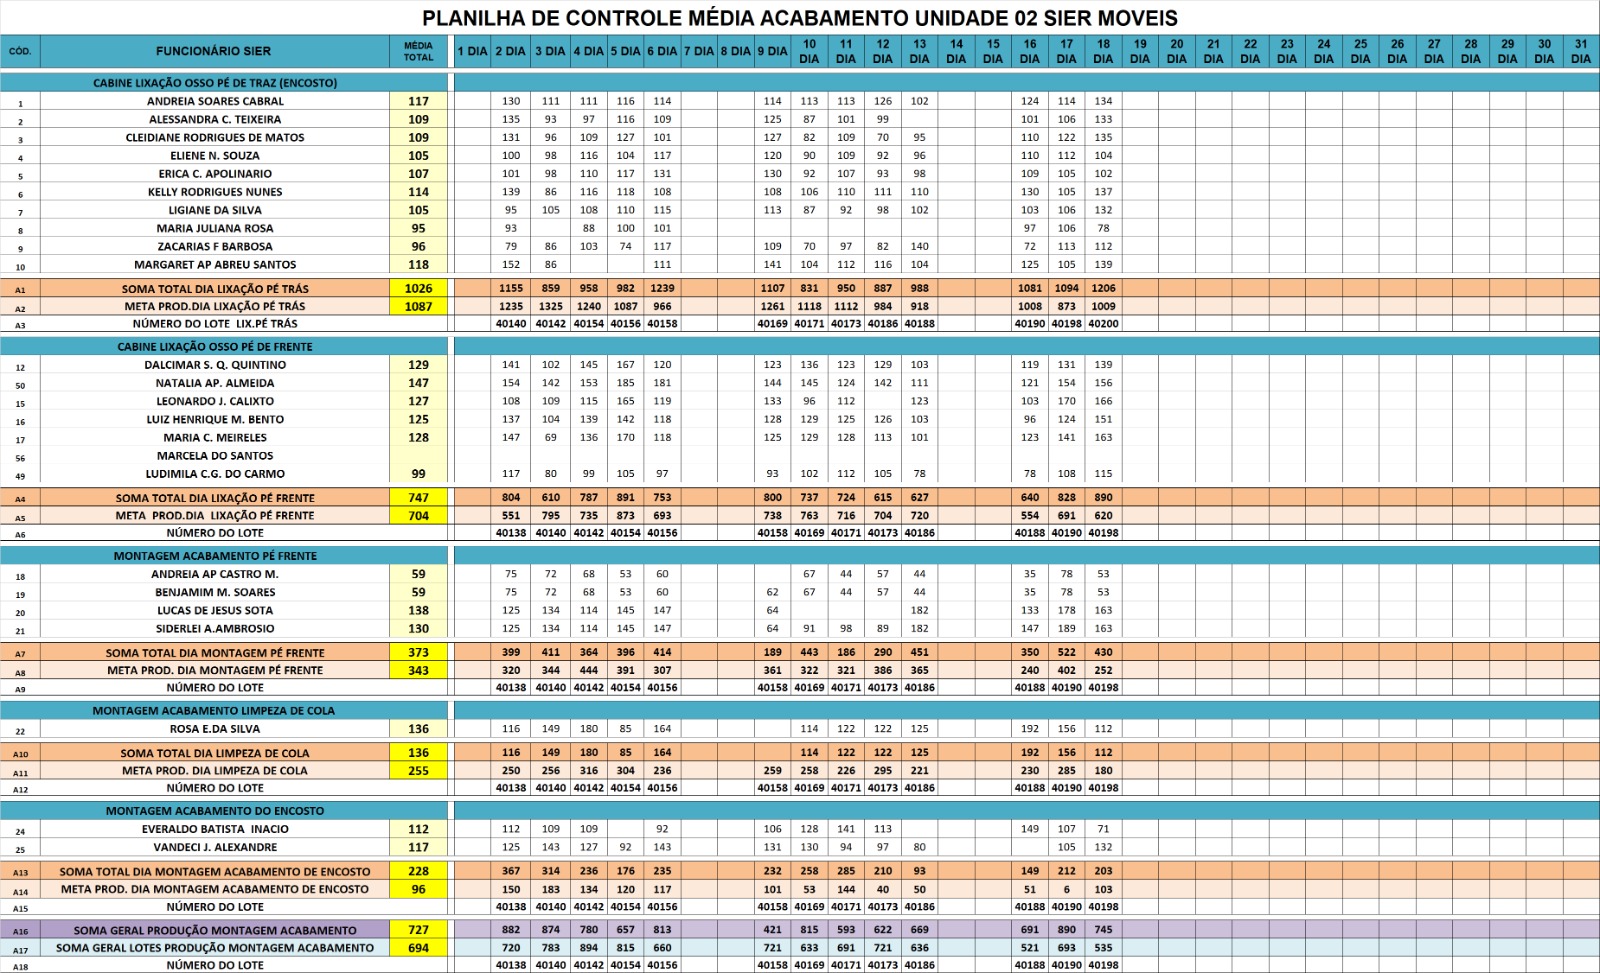 PLANILHA DE CONTROLE MÉDIA ACABAMENTO UNIDADE 02 SIER MOVEIS
CÓD. FUNCIONÁRIO SIER MÉDIA TOTAL 1 DIA 2 DIA 3 DIA 4 DIA 5 DIA 6 DIA 7 DIA 8 DIA 9 DIA 10 DIA 11 DIA 12 DIA 13 DIA 14 DIA 15 DIA 16 DIA 17 DIA 18 DIA 19 DIA 20 DIA 21 DIA 22 DIA 23 DIA 24 DIA 25 DIA 26 DIA 27 DIA 28 DIA 29 DIA 30 DIA 31 DIA
CABINE LIXAÇÃO OSSO PÉ DE TRAZ (ENCOSTO)
1 ANDREIA SOARES CABRAL 117 130 111 111 116 114 114 113 113 126 102 124 114 134
2 ALESSANDRA C. TEIXEIRA 109 135 93 97 116 109 125 87 101 99 101 106 133
3 CLEIDIANE RODRIGUES DE MATOS 109 131 96 109 127 101 127 82 109 70 95 110 122 135
4 ELIENE N. SOUZA 105 100 98 116 104 117 120 90 109 92 96 110 112 104
5 ERICA C. APOLINARIO 107 101 98 110 117 131 130 92 107 93 98 109 105 102
6 KELLY RODRIGUES NUNES 114 139 86 116 118 108 108 106 110 111 110 130 105 137
7 LIGIANE DA SILVA 105 95 105 108 110 115 113 87 92 98 102 103 106 132
8 MARIA JULIANA ROSA 95 93 88 100 101 97 106 78
9 ZACARIAS F BARBOSA 96 79 86 103 74 117 109 70 97 82 140 72 113 112
10 MARGARET AP ABREU SANTOS 118 152 86 111 141 104 112 116 104 125 105 139
A1 SOMA TOTAL DIA LIXAÇÃO PÉ TRÁS 1026 1155 859 958 982 1239 1107 831 950 887 988 1081 1094 1206
A2 META PROD.DIA LIXAÇÃO PÉ TRÁS 1087 1235 1325 1240 1087 966 1261 1118 1112 984 918 1008 873 1009
A3 NÚMERO DO LOTE LIX.PÉ TRÁS 40140 40142 40154 40156 40158 40169 40171 40173 40186 40188 40190 40198 40200
CABINE LIXAÇÃO OSSO PÉ DE FRENTE
12 DALCIMAR S. Q. QUINTINO 129 141 102 145 167 120 123 136 123 129 103 119 131 139
50 NATALIA AP. ALMEIDA 147 154 142 153 185 181 144 145 124 142 111 121 154 156
15 LEONARDO J. CALIXTO 127 108 109 115 165 119 133 96 112 123 103 170 166
16 LUIZ HENRIQUE M. BENTO 125 137 104 139 142 118 128 129 125 126 103 96 124 151
17 MARIA C. MEIRELES 128 147 69 136 170 118 125 129 128 113 101 123 141 163
56 MARCELA DO SANTOS
49 LUDIMILA C.G. DO CARMO 99 117 80 99 105 97 93 102 112 105 78 78 108 115
A4 SOMA TOTAL DIA LIXAÇÃO PÉ FRENTE 747 804 610 787 891 753 800 737 724 615 627 640 828 890
A5 META PROD.DIA LIXAÇÃO PÉ FRENTE 704 551 795 735 873 693 738 763 716 704 720 554 691 620
A6 NÚMERO DO LOTE 40138 40140 40142 40154 40156 40158 40169 40171 40173 40186 40188 40190 40198
MONTAGEM ACABAMENTO PÉ FRENTE
18 ANDREIA AP CASTRO M. 59 75 72 68 53 60 67 44 57 44 35 78 53
19 BENJAMIM M. SOARES 59 75 72 68 53 60 62 67 44 57 44 35 78 53
20 LUCAS DE JESUS SOTA 138 125 134 114 145 147 64 182 133 178 163
21 SIDERLEI A.AMBROSIO 130 125 134 114 145 147 64 91 98 89 182 147 189 163
A7 SOMA TOTAL DIA MONTAGEM PÉ FRENTE 373 399 411 364 396 414 189 443 186 290 451 350 522 430
A8 META PROD. DIA MONTAGEM PÉ FRENTE 343 320 344 444 391 307 361 322 321 386 365 240 402 252
A9 NÚMERO DO LOTE 40138 40140 40142 40154 40156 40158 40169 40171 40173 40186 40188 40190 40198
MONTAGEM ACABAMENTO LIMPEZA DE COLA
22 ROSA E.DA SILVA 136 116 149 180 85 164 114 122 122 125 192 156 112
A10 SOMA TOTAL DIA LIMPEZA DE COLA 136 116 149 180 85 164 114 122 122 125 192 156 112
A11 META PROD. DIA LIMPEZA DE COLA 255 250 256 316 304 236 259 258 226 295 221 230 285 180
A12 NÚMERO DO LOTE 40138 40140 40142 40154 40156 40158 40169 40171 40173 40186 40188 40190 40198
MONTAGEM ACABAMENTO DO ENCOSTO
24 EVERALDO BATISTA INACIO 112 112 109 109 92 106 128 141 113 149 107 71
25 VANDECI J. ALEXANDRE 117 125 143 127 92 143 131 130 94 97 80 105 132
A13 SOMA TOTAL DIA MONTAGEM ACABAMENTO DE ENCOSTO 228 367 314 236 176 235 232 258 285 210 93 149 212 203
A14 META PROD. DIA MONTAGEM ACABAMENTO DE ENCOSTO 96 150 183 134 120 117 101 53 144 40 50 51 6 103
A15 NÚMERO DO LOTE 40138 40140 40142 40154 40156 40158 40169 40171 40173 40186 40188 40190 40198
A16 SOMA GERAL PRODUÇÃO MONTAGEM ACABAMENTO 727 882 874 780 657 813 421 815 593 622 669 691 890 745
A17 SOMA GERAL LOTES PRODUÇÃO MONTAGEM ACABAMENTO 694 720 783 894 815 660 721 633 691 721 636 521 693 535
A18 NÚMERO DO LOTE 40138 40140 40142 40154 40156 40158 40169 40171 40173 40186 40188 40190 40198